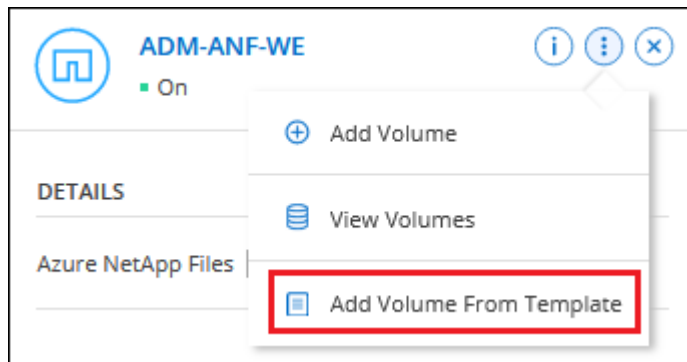 ADM-ANF-WE
On
Add Volume
DETAILS
View Volumes
Azure NetApp Files
Add Volume From Template